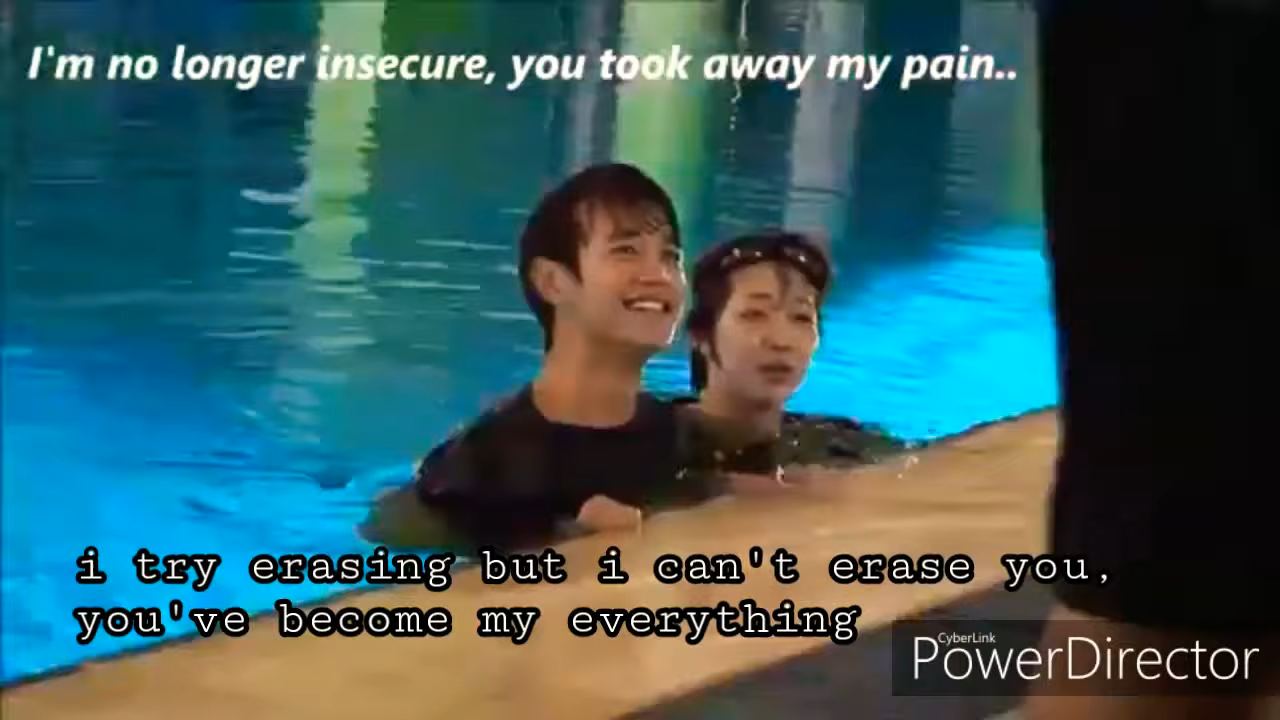 I'm no longer insecure, you took away my pain..
i try erasing but i can't erase you,
you've become my everything
CyberLink
PowerDirector